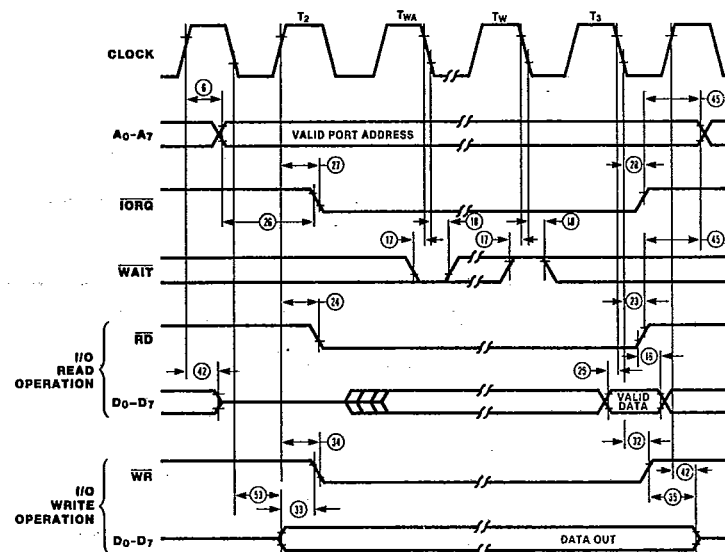 T2 TWA TW T3
CLOCK
6 45
A0–A7 VALID PORT ADDRESS
27 28
IORQ
26 18
17 17 18 45
WAIT
24 23
RD
I/O
READ
OPERATION
42 25 16
D0–D7 VALID
DATA
34 32
WR
42
I/O
WRITE
OPERATION
53 33 35
D0–D7 DATA OUT